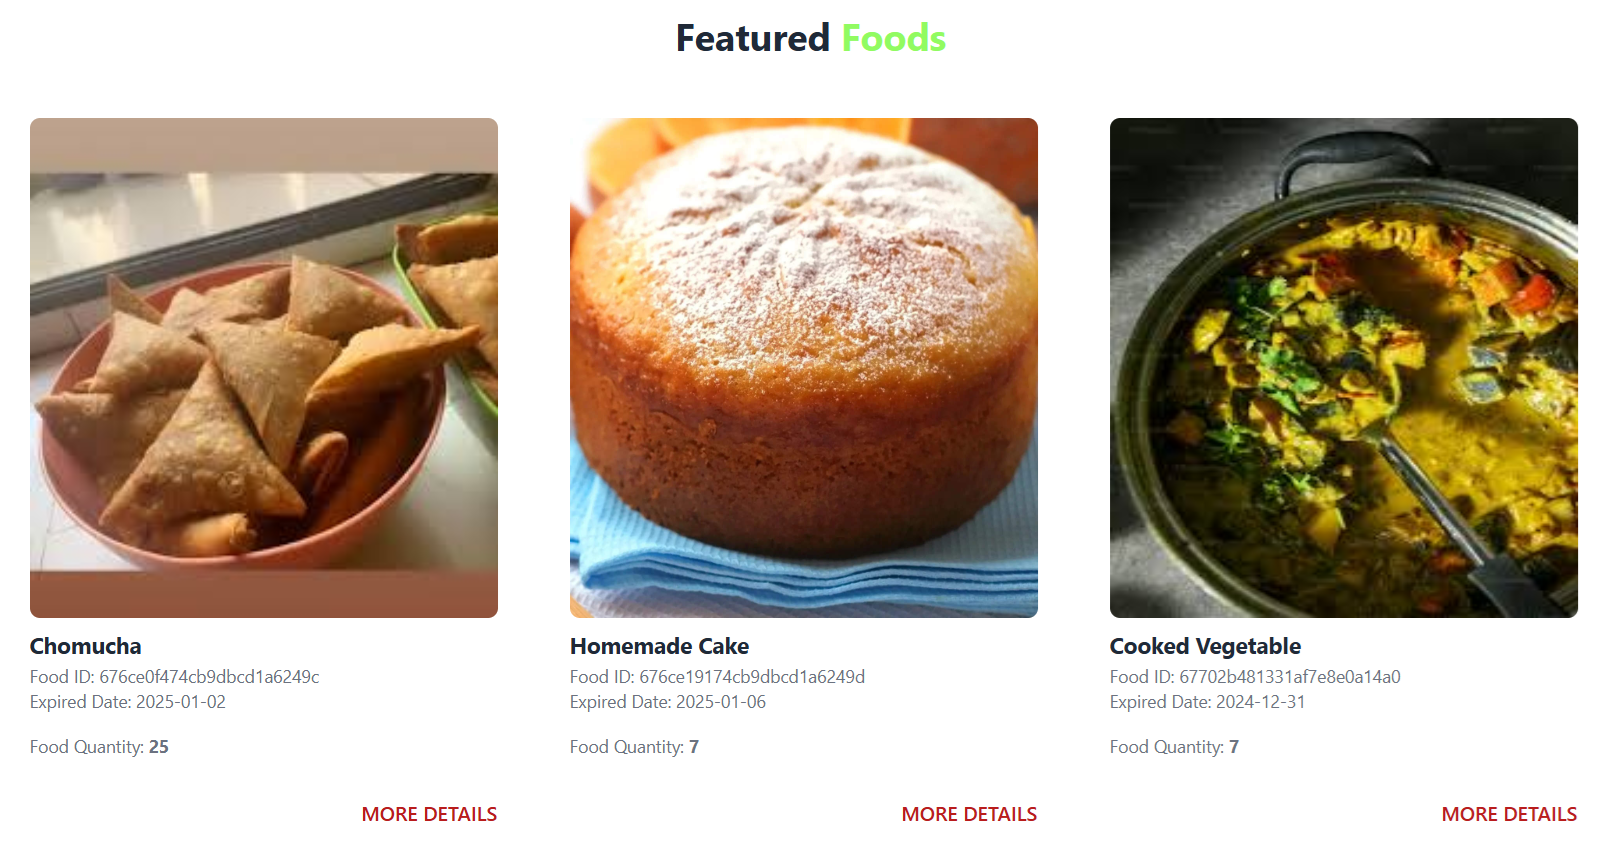 Featured Foods
Chomucha
Food ID: 676ce0f474cb9dbcd1a6249c
Expired Date: 2025-01-02
Food Quantity: 25
MORE DETAILS
Homemade Cake
Food ID: 676ce19174cb9dbcd1a6249d
Expired Date: 2025-01-06
Food Quantity: 7
MORE DETAILS
Cooked Vegetable
Food ID: 67702b481331af7e8e0a14a0
Expired Date: 2024-12-31
Food Quantity: 7
MORE DETAILS